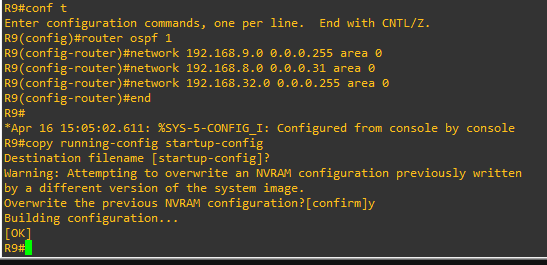 R9#conf t
Enter configuration commands, one per line.  End with CNTL/Z.
R9(config)#router ospf 1
R9(config-router)#network 192.168.9.0 0.0.0.255 area 0
R9(config-router)#network 192.168.8.0 0.0.0.31 area 0
R9(config-router)#network 192.168.32.0 0.0.0.255 area 0
R9(config-router)#end
R9#
*Apr 16 15:05:02.611: %SYS-5-CONFIG_I: Configured from console by console
R9#copy running-config startup-config
Destination filename [startup-config]?
Warning: Attempting to overwrite an NVRAM configuration previously written
by a different version of the system image.
Overwrite the previous NVRAM configuration?[confirm]y
Building configuration...
[OK]
R9#